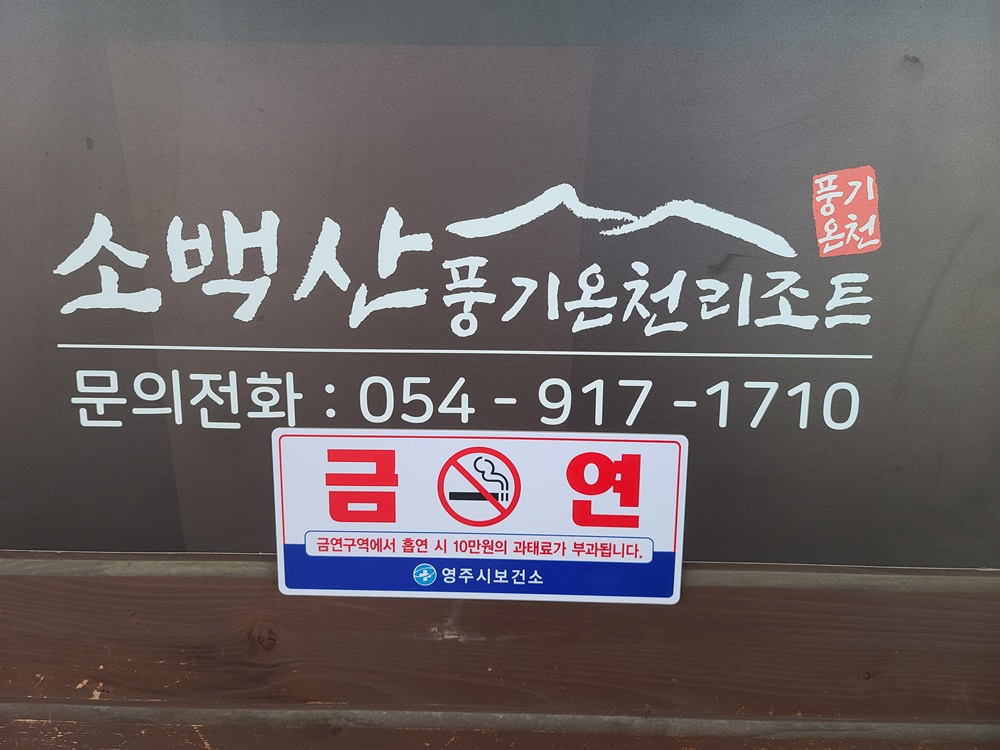 소백산 풍기온천리조트
풍기
온천
문의전화 : 054 - 917 -1710
금 연
금연구역에서 흡연 시 10만원의 과태료가 부과됩니다.
영주시보건소